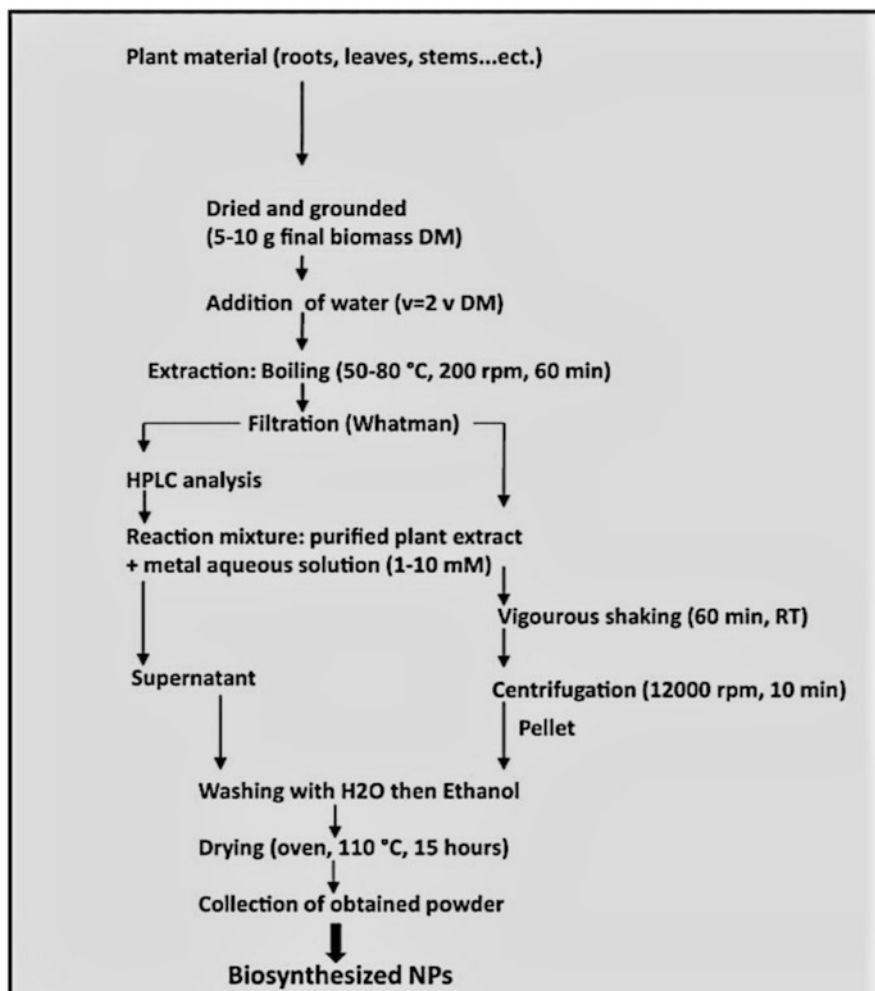 Plant material (roots, leaves, stems...ect.)
Dried and grounded
(5-10 g final biomass DM)
Addition of water (v=2 v DM)
Extraction: Boiling (50-80 °C, 200 rpm, 60 min)
Filtration (Whatman)
HPLC analysis
Reaction mixture: purified plant extract
+ metal aqueous solution (1-10 mM)
Vigourous shaking (60 min, RT)
Supernatant
Centrifugation (12000 rpm, 10 min)
Pellet
Washing with H2O then Ethanol
Drying (oven, 110 °C, 15 hours)
Collection of obtained powder
Biosynthesized NPs